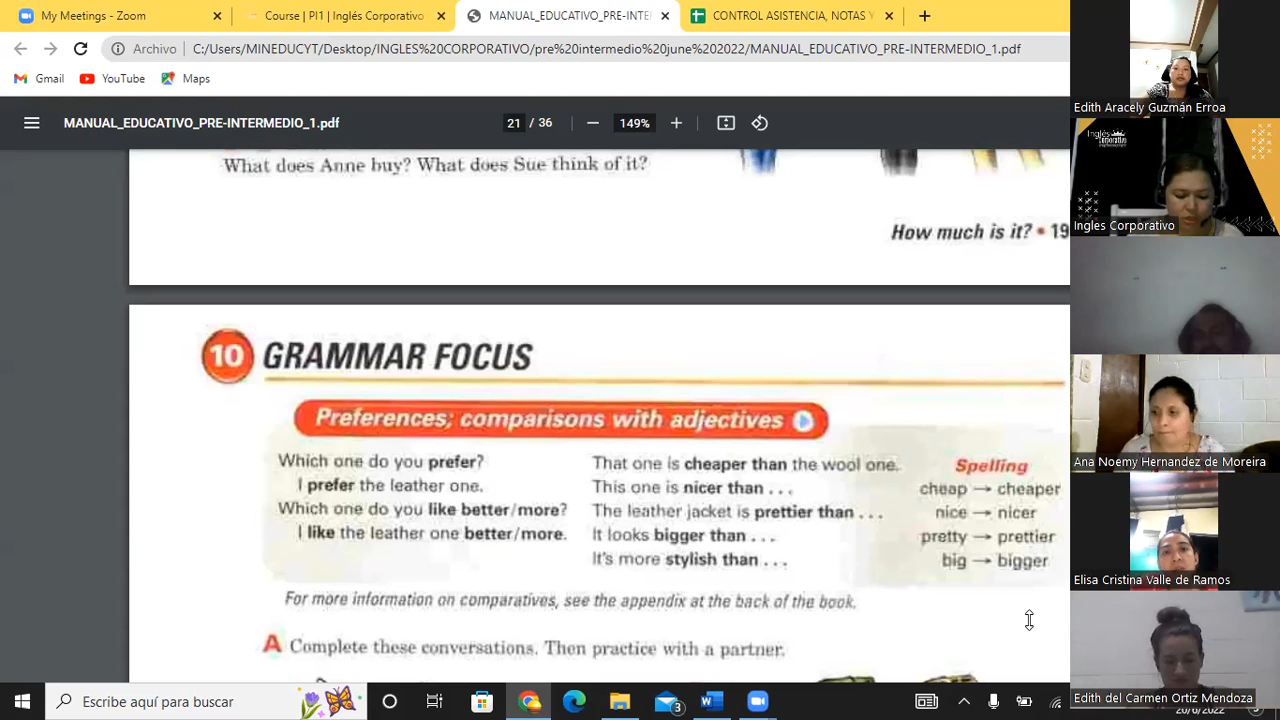 My Meetings - Zoom
Course | PI1 | Inglés Corporativo
MANUAL_EDUCATIVO_PRE-INTE
CONTROL ASISTENCIA, NOTAS Y
Archivo
C:/Users/MINEDUCYT/Desktop/INGLES%20CORPORATIVO/pre%20intermedio%20june%202022/MANUAL_EDUCATIVO_PRE-INTERMEDIO_1.pdf
Gmail
YouTube
Maps
MANUAL_EDUCATIVO_PRE-INTERMEDIO_1.pdf
21 / 36
149%
What does Anne buy? What does Sue think of it?
How much is it? • 19
10 GRAMMAR FOCUS
Preferences; comparisons with adjectives
Which one do you prefer?
I prefer the leather one.
Which one do you like better/more?
I like the leather one better/more.
That one is cheaper than the wool one.
This one is nicer than . . .
The leather jacket is prettier than . . .
It looks bigger than . . .
It's more stylish than . . .
Spelling
cheap → cheaper
nice → nicer
pretty → prettier
big → bigger
For more information on comparatives, see the appendix at the back of the book.
A Complete these conversations. Then practice with a partner.
Edith Aracely Guzmán Erroa
Inglés
Corporativo
Ingles Corporativo
Ana Noemy Hernandez de Moreira
Elisa Cristina Valle de Ramos
Edith del Carmen Ortiz Mendoza
Escribe aquí para buscar
3
20/6/2022